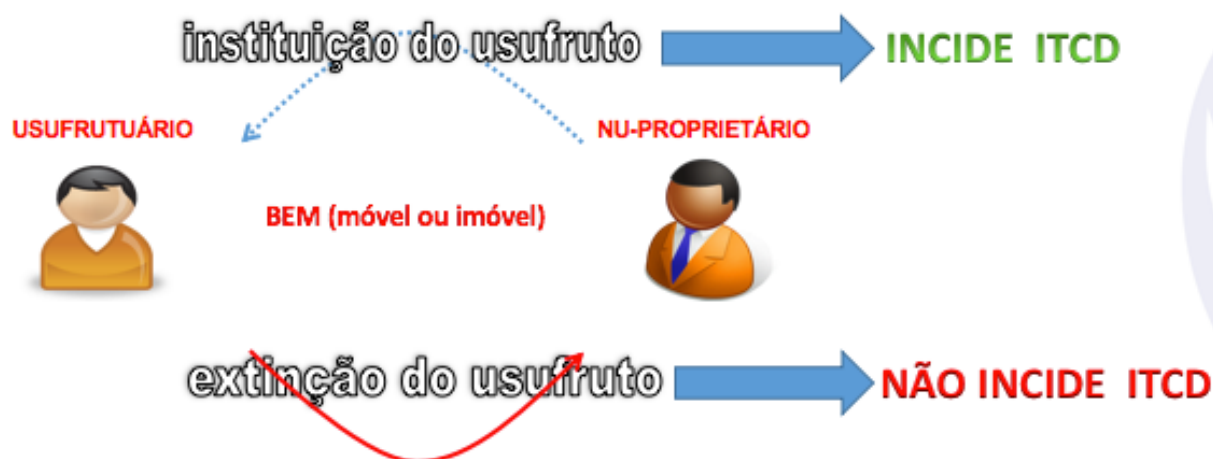 instituição do usufruto
INCIDE ITCD
USUFRUTUÁRIO
NU-PROPRIETÁRIO
BEM (móvel ou imóvel)
extinção do usufruto
NÃO INCIDE ITCD